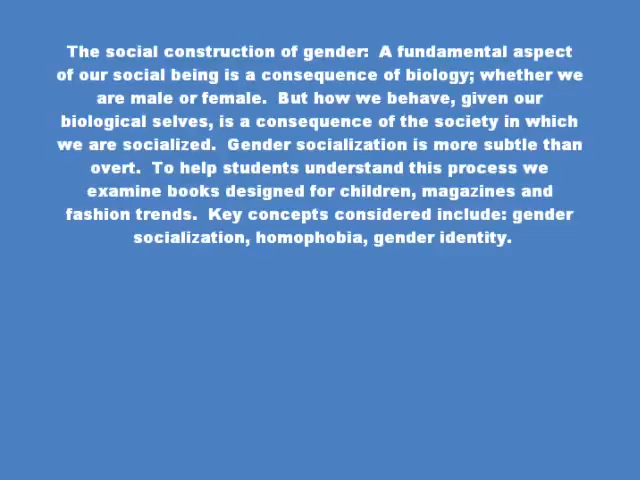 The social construction of gender:  A fundamental aspect
of our social being is a consequence of biology; whether we
are male or female.  But how we behave, given our
biological selves, is a consequence of the society in which
we are socialized.  Gender socialization is more subtle than
overt.  To help students understand this process we
examine books designed for children, magazines and
fashion trends.  Key concepts considered include: gender
socialization, homophobia, gender identity.